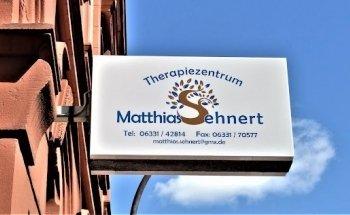 Therapiezentrum
Matthias Sehnert
Tel: 06331 / 42814 Fax: 06331 / 70577
matthias.sehnert@gmx.de